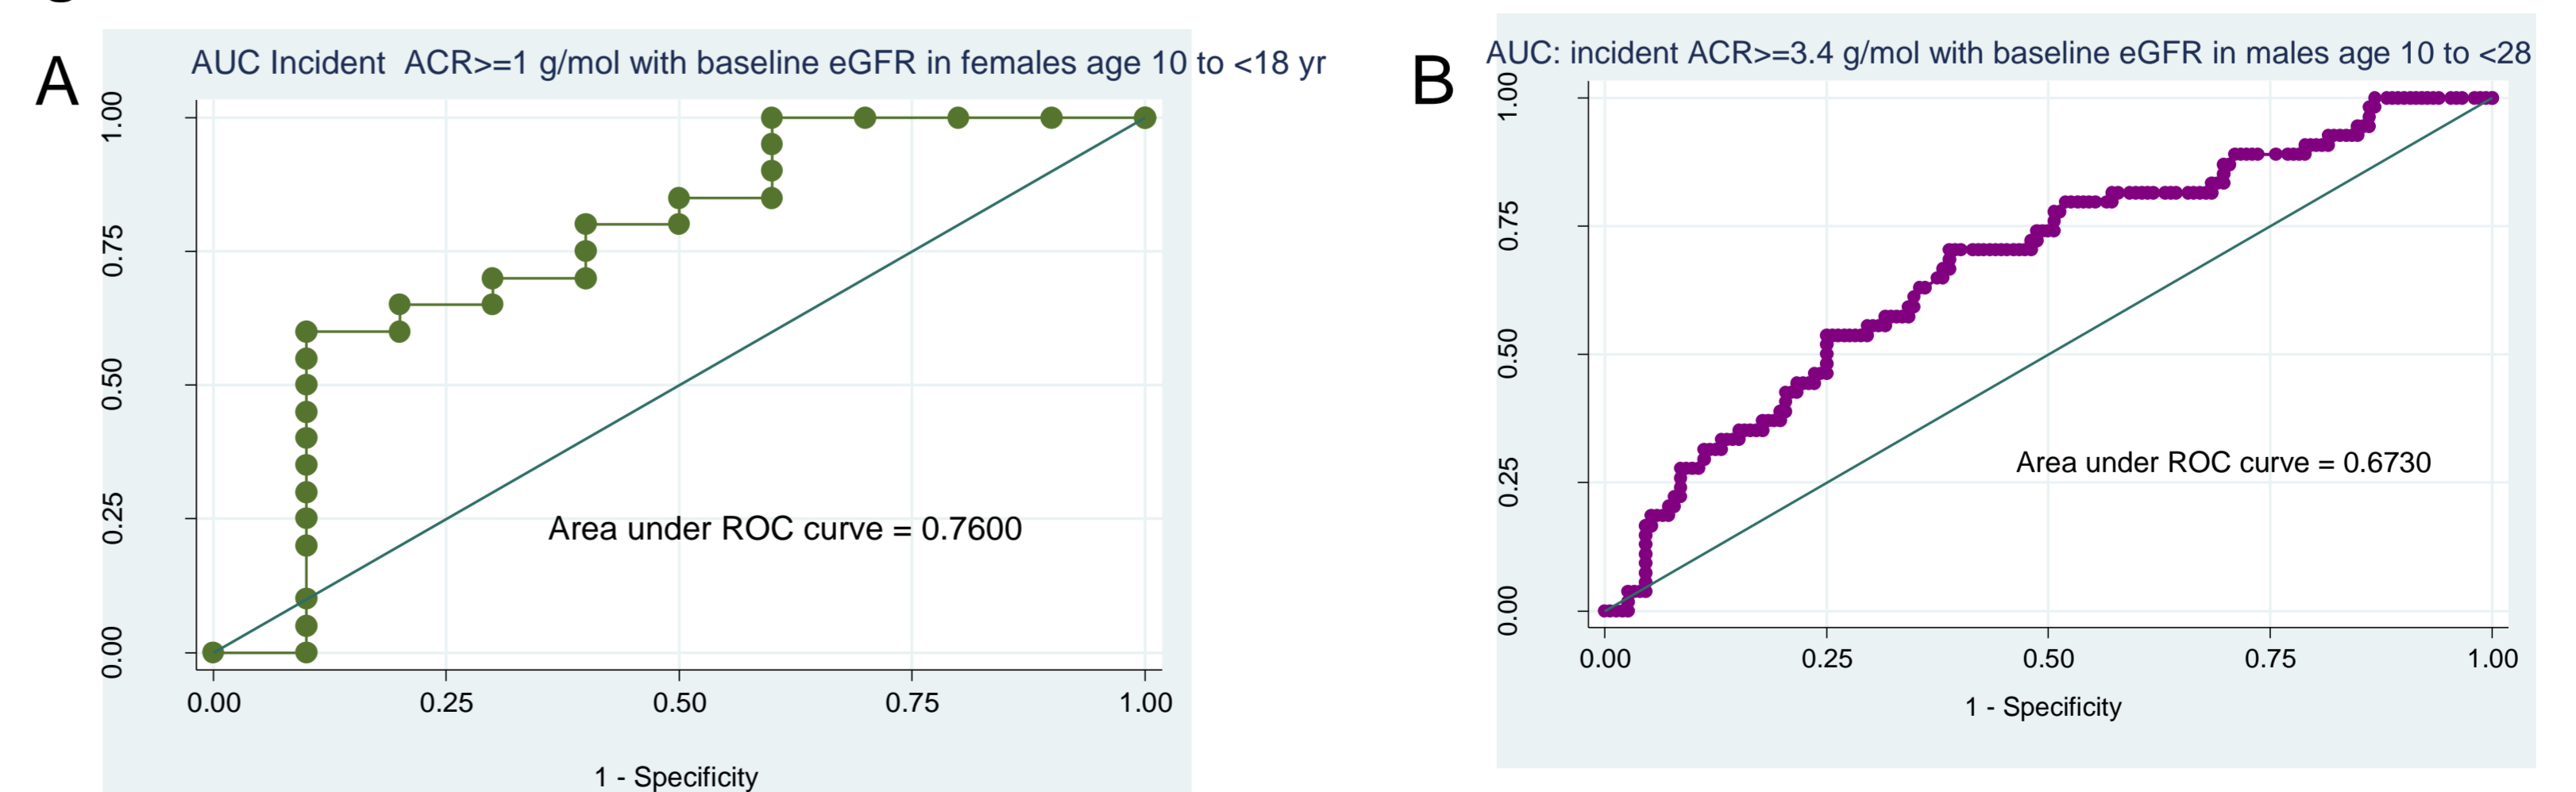 A
AUC Incident  ACR>=1 g/mol with baseline eGFR in females age 10 to <18 yr
1.00
0.75
0.50
0.25
0.00
Area under ROC curve = 0.7600
0.00 0.25 0.50 0.75 1.00
1 - Specificity
B
AUC: incident ACR>=3.4 g/mol with baseline eGFR in males age 10 to <28
1.00
0.75
0.50
0.25
0.00
Area under ROC curve = 0.6730
0.00 0.25 0.50 0.75 1.00
1 - Specificity